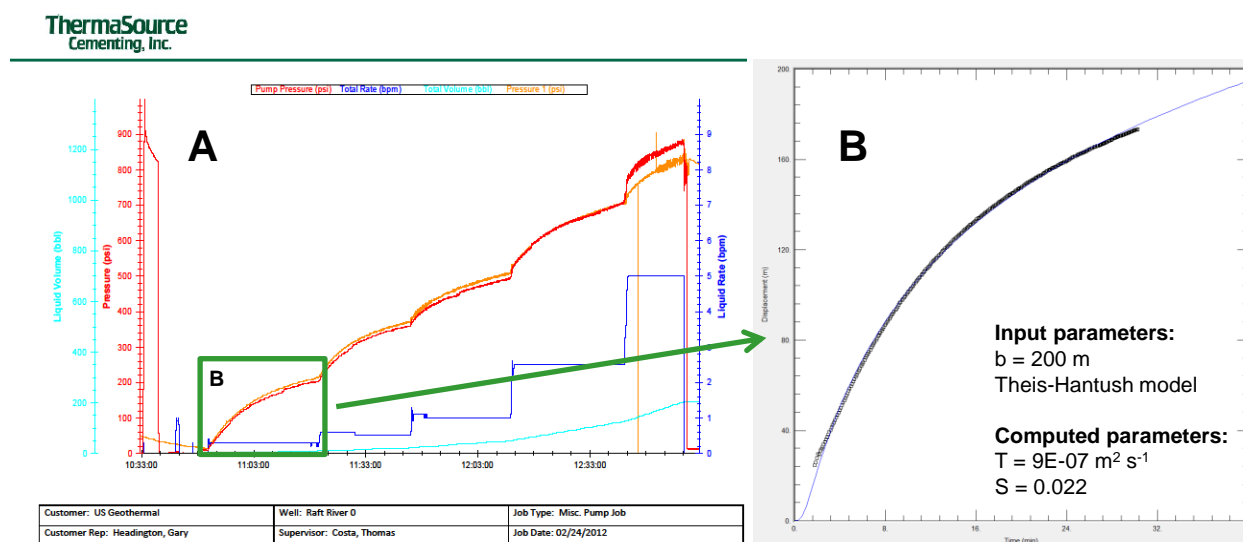 ThermaSource
Cementing, Inc.
Pump Pressure (psi) Total Rate (bpm) Total Volume (bbl) Pressure 1 (psi)
A
Liquid Volume (bbl)
1200
1000
800
600
400
200
0
Pressure (psi)
900
800
700
600
500
400
300
200
100
0
B
Liquid Rate (bpm)
9
8
7
6
5
4
2
1
0
10:33:00 11:03:00 11:33:00 12:03:00 12:33:00
Customer: US Geothermal Well: Raft River 0 Job Type: Misc. Pump Job
Customer Rep: Headington, Gary Supervisor: Costa, Thomas Job Date: 02/24/2012
B
Displacement (m)
200.
160.
120.
80.
40.
0.
0. 8. 16. 24. 32.
Time (min)
Input parameters:
b = 200 m
Theis-Hantush model
Computed parameters:
T = 9E-07 m² s⁻¹
S = 0.022